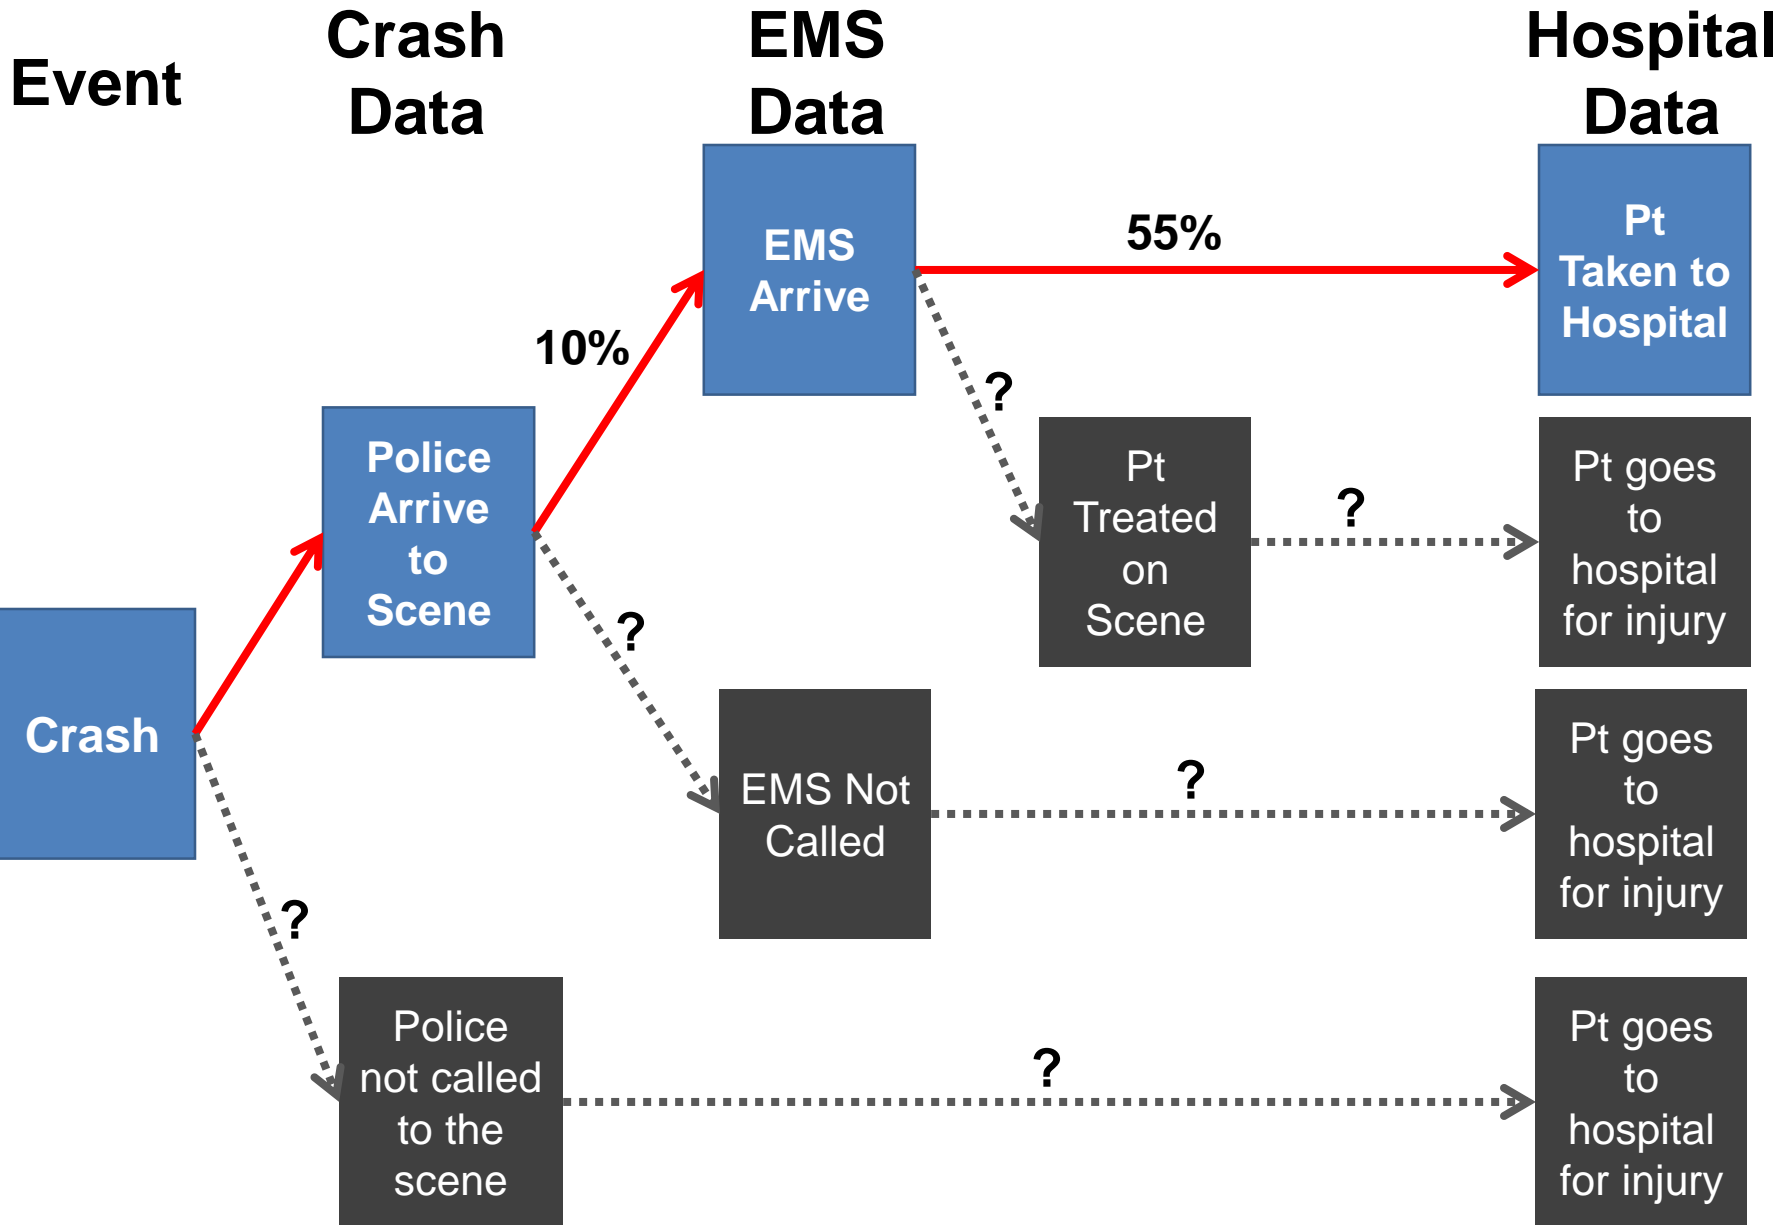 Event
Crash
Data
EMS
Data
Hospital
Data
EMS
Arrive
55%
Pt
Taken to
Hospital
10%
?
Police
Arrive
to
Scene
Pt
Treated
on
Scene
?
Pt goes
to
hospital
for injury
?
Crash
EMS Not
Called
?
Pt goes
to
hospital
for injury
?
Police
not called
to the
scene
?
Pt goes
to
hospital
for injury